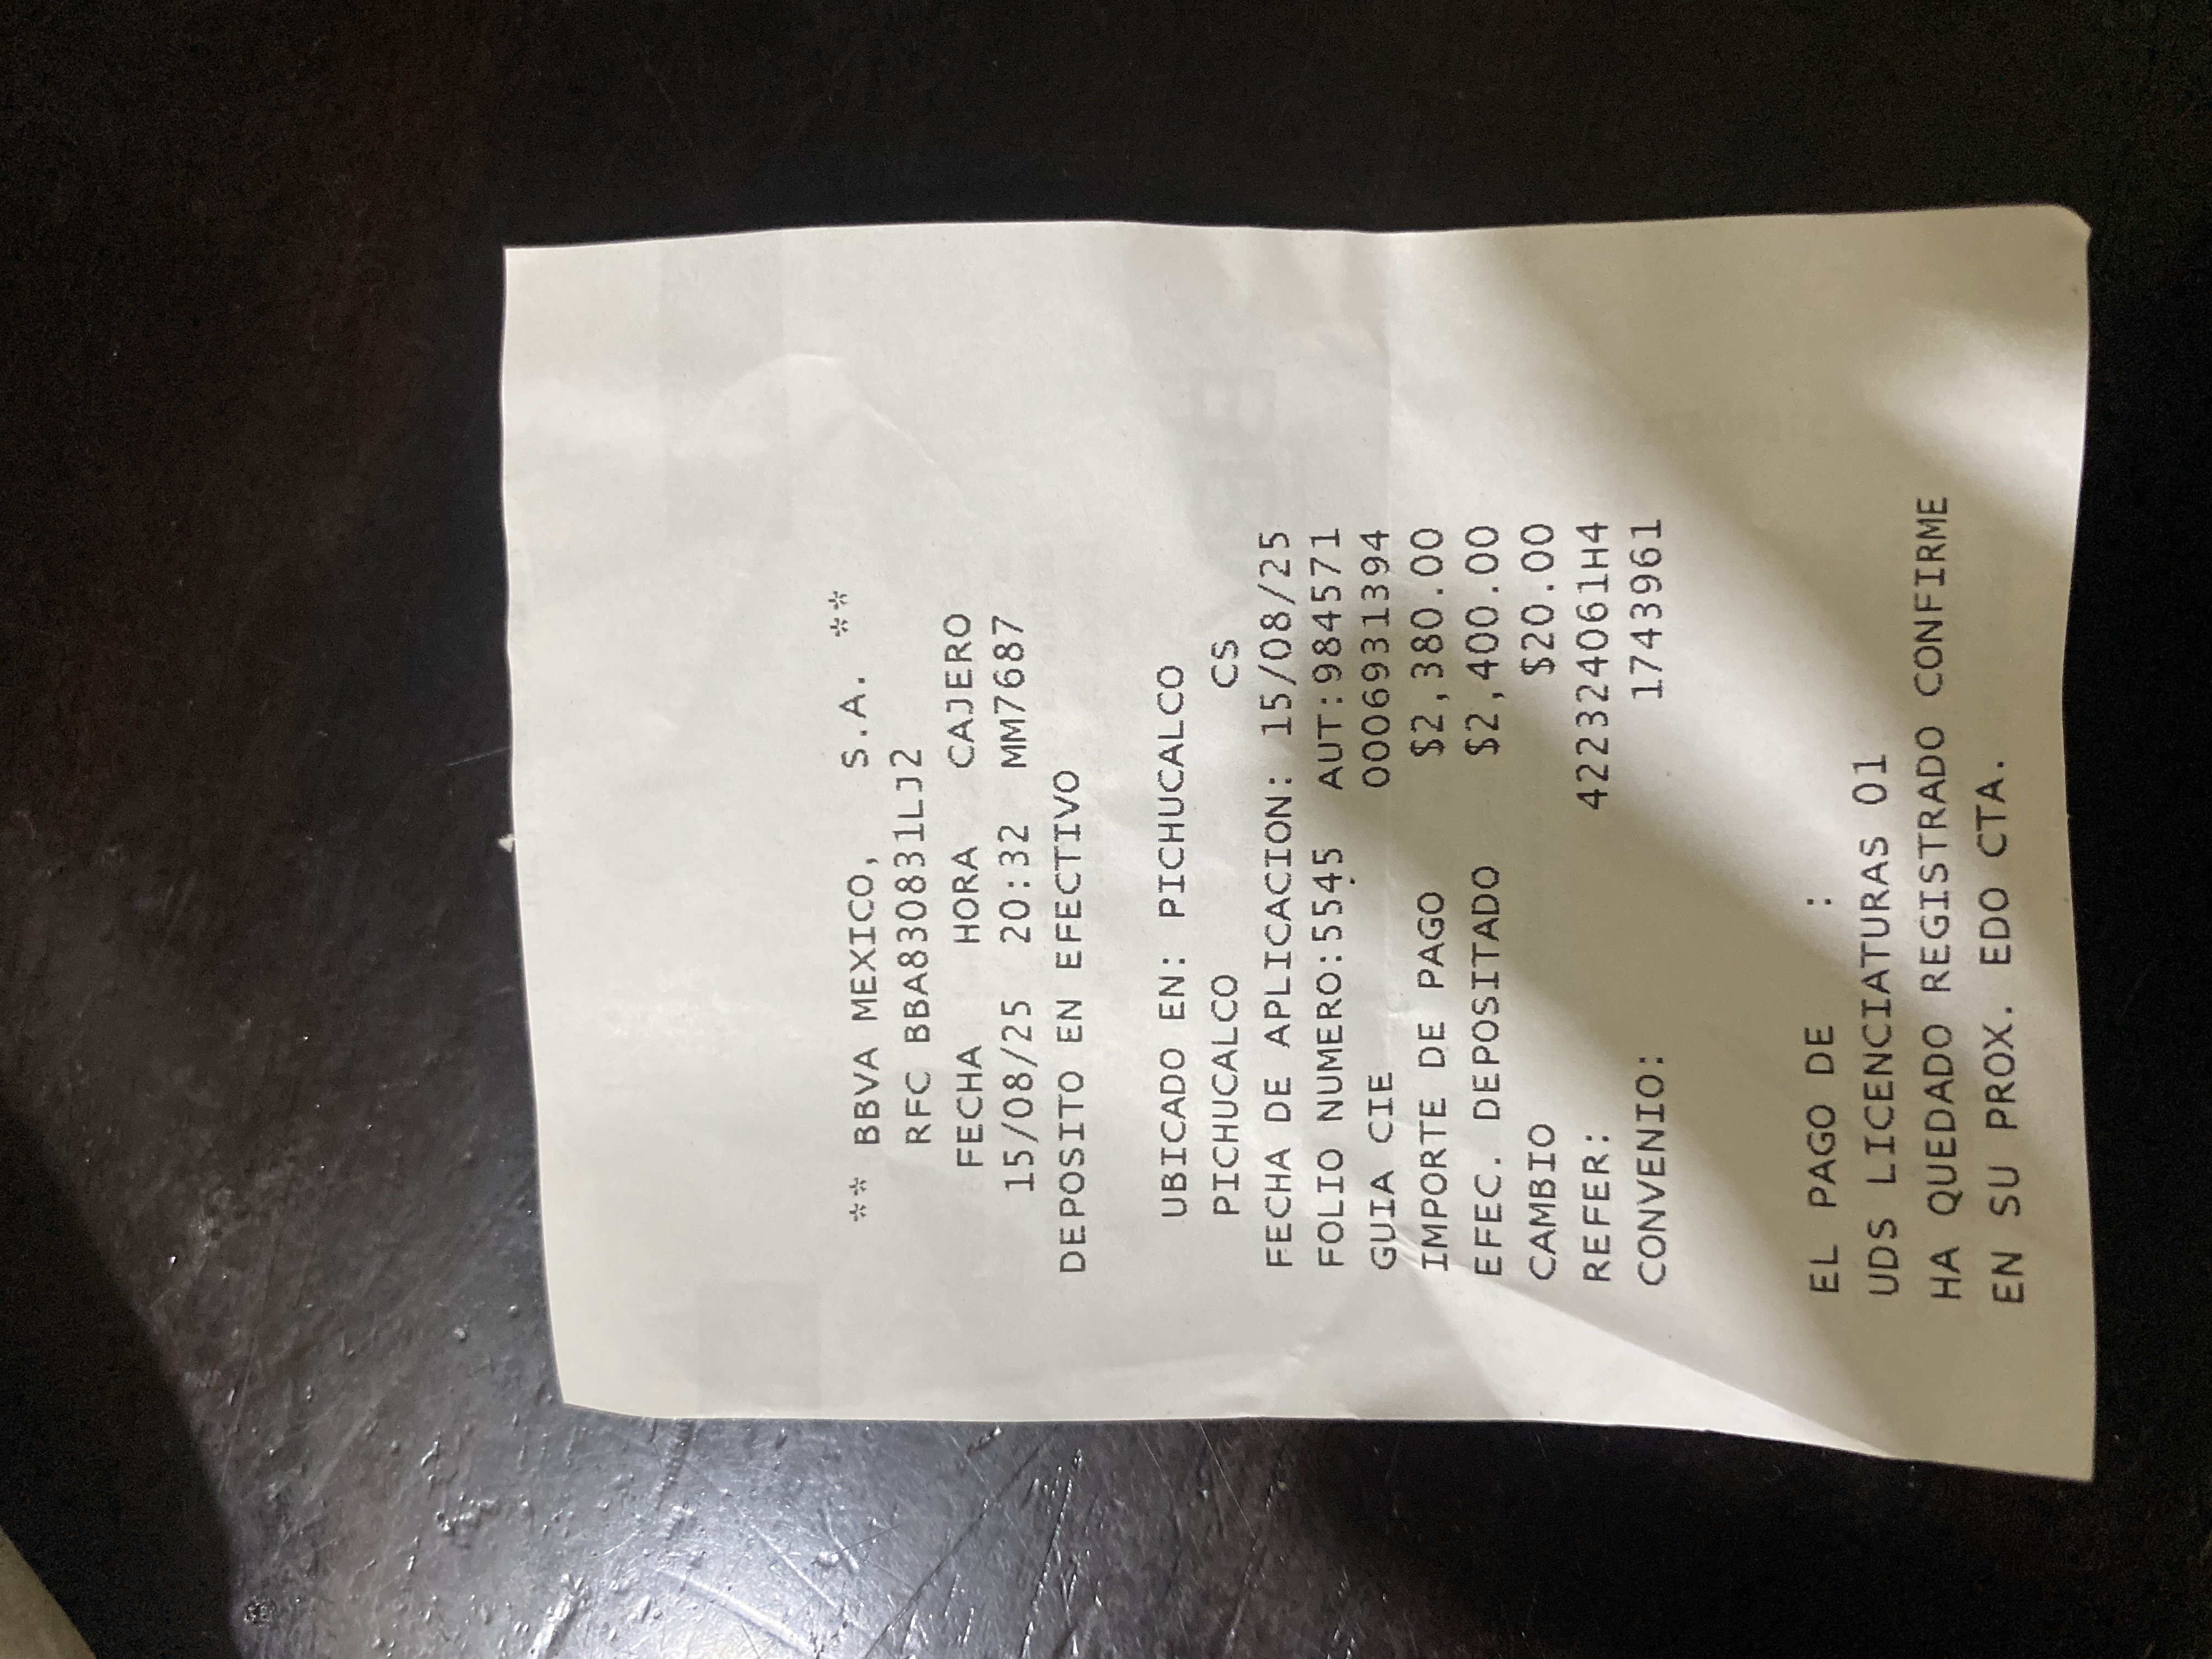 ** BBVA MEXICO, S.A. **
RFC BBA830831LJ2
FECHA HORA CAJERO
15/08/25 20:32 MM7687
DEPOSITO EN EFECTIVO
UBICADO EN: PICHUCALCO
PICHUCALCO CS
FECHA DE APLICACION: 15/08/25
FOLIO NUMERO:5545 AUT:984571
GUIA CIE 0006931394
IMPORTE DE PAGO $2,380.00
EFEC. DEPOSITADO $2,400.00
CAMBIO $20.00
REFER: 422324061H4
CONVENIO: 1743961
EL PAGO DE :
UDS LICENCIATURAS 01
HA QUEDADO REGISTRADO CONFIRME
EN SU PROX. EDO CTA.